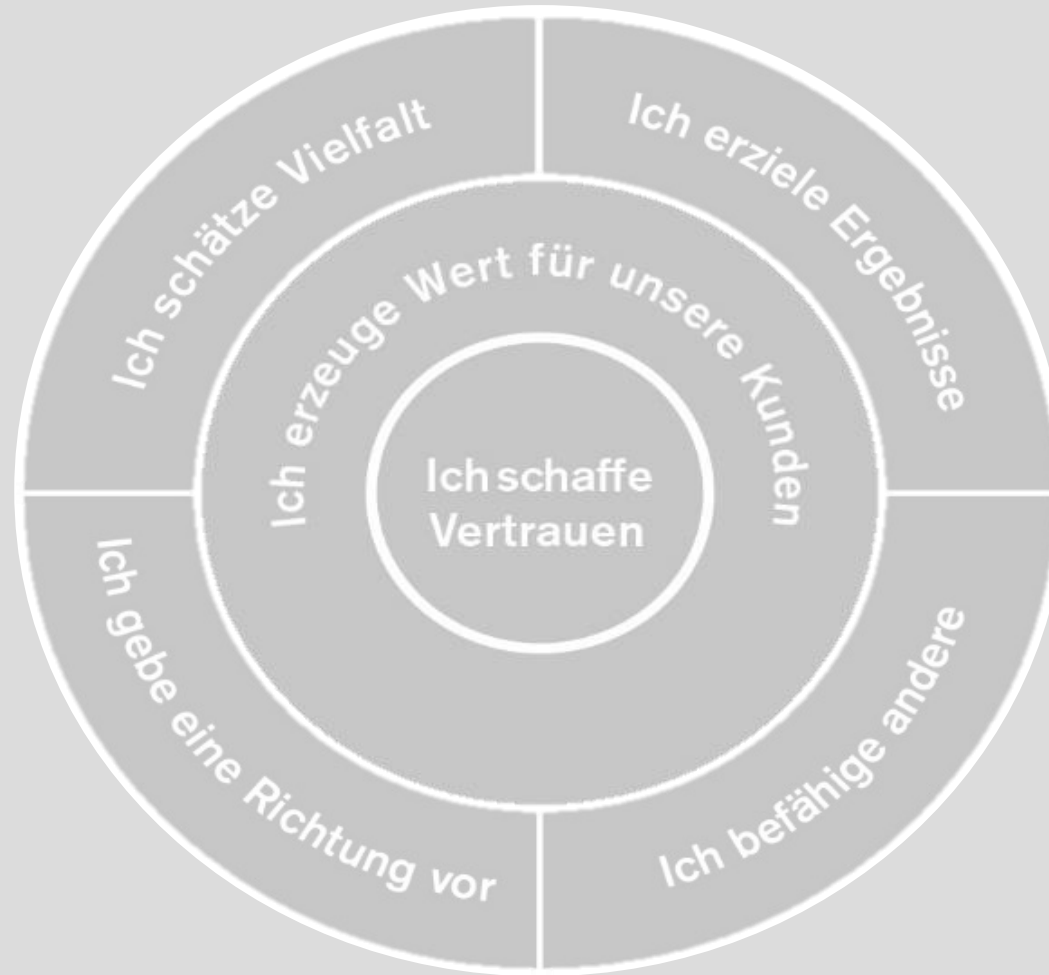 Ich schätze Vielfalt
Ich erziele Ergebnisse
Ich erzeuge Wert für unsere Kunden
Ich schaffe
Vertrauen
Ich gebe eine Richtung vor
Ich befähige andere